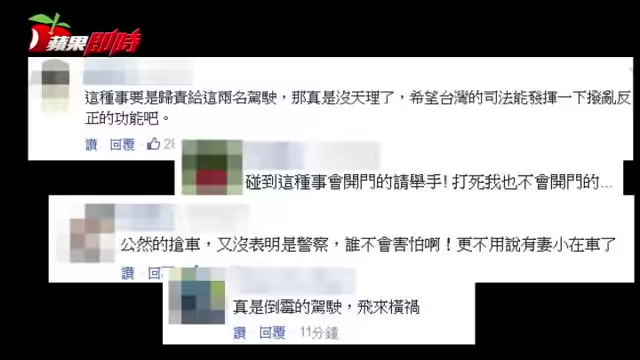 蘋果即時
這種事要是歸責給這兩名駕駛，那真是沒天理了，希望台灣的司法能發揮一下撥亂反
正的功能吧。
讚 回覆 28
碰到這種事會開門的請舉手!打死我也不會開門的...
公然的搶車，又沒表明是警察，誰不會害怕啊！更不用說有妻小在車了
讚 回覆
真是倒霉的駕駛，飛來橫禍
讚 回覆 11分鐘